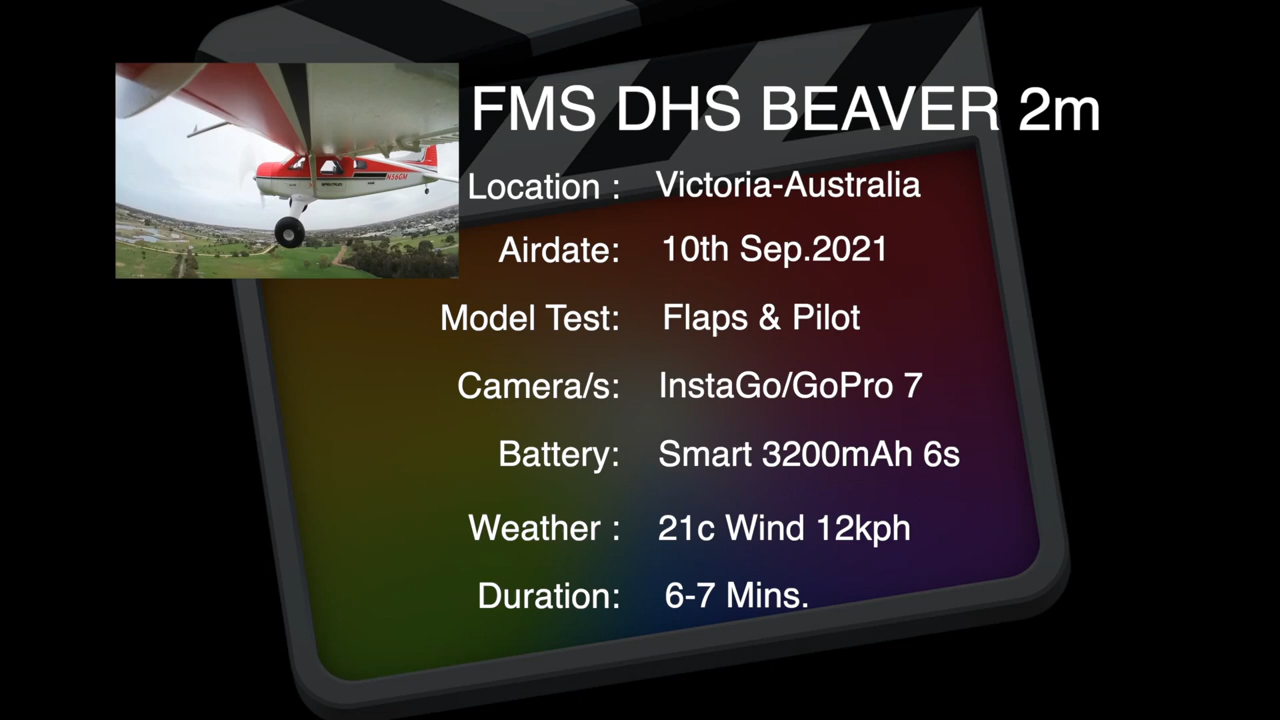 FMS DHS BEAVER 2m
Location : Victoria-Australia
Airdate: 10th Sep.2021
Model Test: Flaps & Pilot
Camera/s: InstaGo/GoPro 7
Battery: Smart 3200mAh 6s
Weather : 21c Wind 12kph
Duration: 6-7 Mins.
N56GM